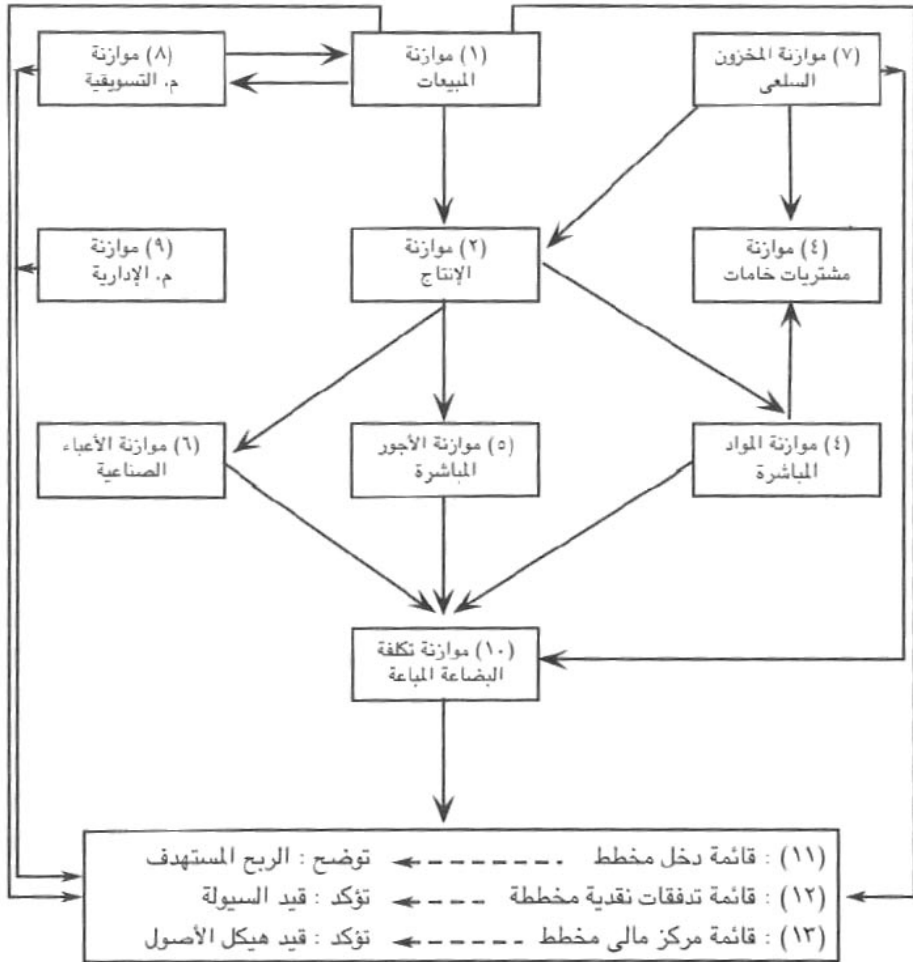 (١) موازنة
المبيعات
(٧) موازنة المخزون
السلعى
(٨) موازنة
م. التسويقية
(٢) موازنة
الإنتاج
(٤) موازنة
مشتريات خامات
(٩) موازنة
م. الإدارية
(٤) موازنة المواد
المباشرة
(٥) موازنة الأجور
المباشرة
(٦) موازنة الأعباء
الصناعية
(١٠) موازنة تكلفة
البضاعة المباعة
(١١) : قائمة دخل مخطط توضح : الربح المستهدف
(١٢) : قائمة تدفقات نقدية مخططة تؤكد : قيد السيولة
(١٣) : قائمة مركز مالى مخطط تؤكد : قيد هيكل الأصول